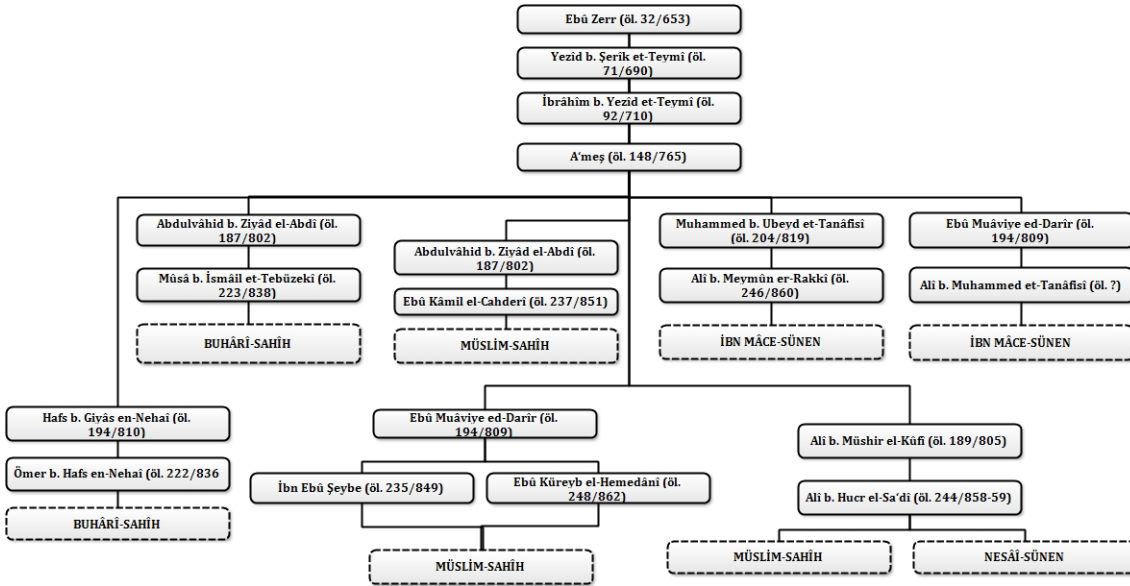 Ebû Zerr (öl. 32/653)
Yezîd b. Şerîk et-Teymî (öl.
71/690)
İbrâhîm b. Yezîd et-Teymî (öl.
92/710)
A‘meş (öl. 148/765)
Abdulvâhid b. Ziyâd el-Abdî (öl.
187/802)
Mûsâ b. İsmâil et-Tebûzekî (öl.
223/838)
BUHÂRÎ-SAHÎH
Abdulvâhid b. Ziyâd el-Abdî (öl.
187/802)
Ebû Kâmil el-Cahderî (öl. 237/851)
MÜSLİM-SAHÎH
Muhammed b. Ubeyd et-Tanâfisî
(öl. 204/819)
Alî b. Meymûn er-Rakkî (öl.
246/860)
İBN MÂCE-SÜNEN
Ebû Muâviye ed-Darîr (öl.
194/809)
Alî b. Muhammed et-Tanâfisî (öl. ?)
İBN MÂCE-SÜNEN
Hafs b. Giyâs en-Nehaî (öl.
194/810)
Ömer b. Hafs en-Nehaî (öl. 222/836
BUHÂRÎ-SAHÎH
Ebû Muâviye ed-Darîr (öl.
194/809)
İbn Ebû Şeybe (öl. 235/849)
Ebû Küreyb el-Hemedânî (öl.
248/862)
MÜSLİM-SAHÎH
Alî b. Müshir el-Kûfî (öl. 189/805)
Alî b. Hucr el-Sa‘dî (öl. 244/858-59)
MÜSLİM-SAHÎH
NESÂÎ-SÜNEN